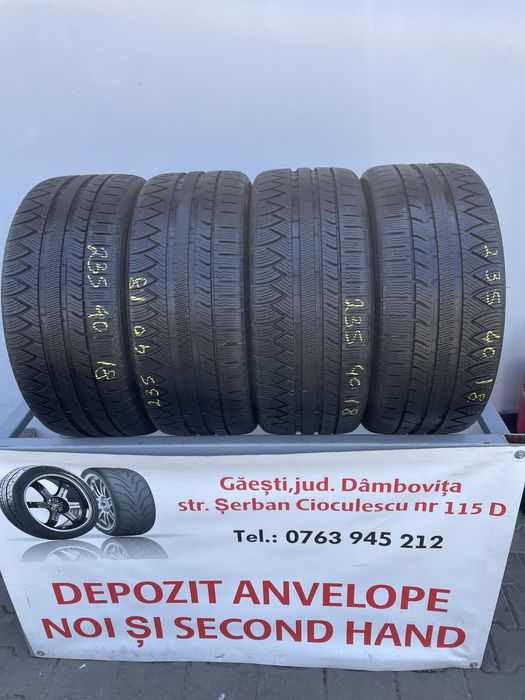 235 40 18
235 40 18
235 40 18
235 40 18
Găești,jud. Dâmbovița
str. Șerban Cioculescu nr 115 D
Tel.: 0763 945 212
DEPOZIT ANVELOPE
NOI ȘI SECOND HAND